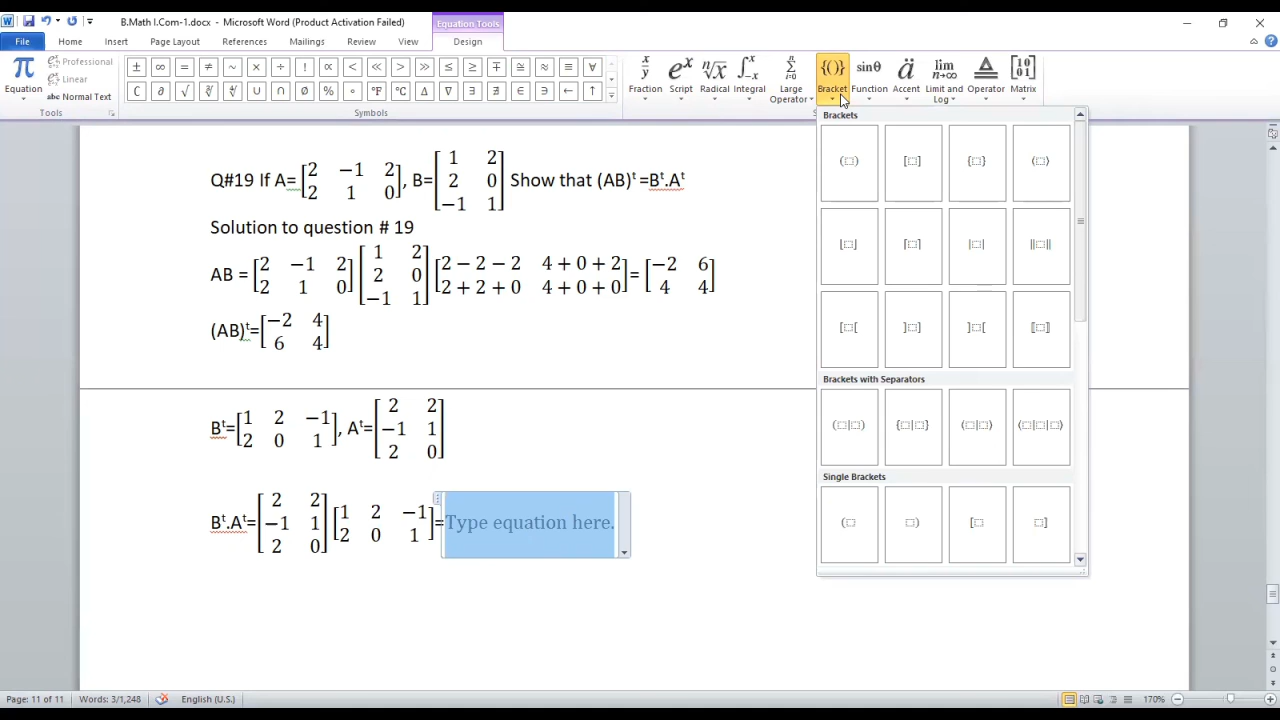 B.Math I.Com-1.docx - Microsoft Word (Product Activation Failed)
Equation Tools
File Home Insert Page Layout References Mailings Review View Design
Equation
Professional
Linear
abc Normal Text
Tools
± ∞ = ≠ ~ × ÷ ! ∝ < ≪ > ≫ ≤ ≥ ∓ ≅ ≈ ≡ ∀
∁ ∂ √ ∛ ∜ ∪ ∩ ∅ % ° ℉ ℃ ∆ ∇ ∃ ∄ ∈ ∋ ← ↑
Symbols
Fraction Script Radical Integral Large Operator Bracket Function Accent Limit and Log Operator Matrix
Brackets
Brackets with Separators
Single Brackets
Q#19 If A= [2 −1 2; 2 1 0], B= [1 2; 2 0; −1 1] Show that (AB)ᵗ =Bᵗ.Aᵗ
Solution to question # 19
AB = [2 −1 2; 2 1 0] [1 2; 2 0; −1 1] [2 − 2 − 2 4 + 0 + 2; 2 + 2 + 0 4 + 0 + 0]= [−2 6; 4 4]
(AB)ᵗ= [−2 4; 6 4]
Bᵗ= [1 2 −1; 2 0 1], Aᵗ= [2 2; −1 1; 2 0]
Bᵗ.Aᵗ= [2 2; −1 1; 2 0] [1 2 −1; 2 0 1]=Type equation here.
Page: 11 of 11 Words: 3/1,248 English (U.S.) 170%